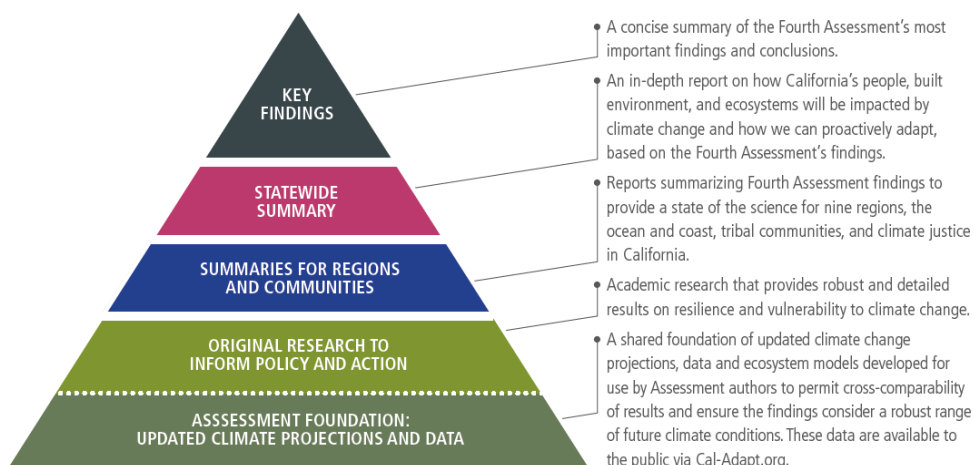 KEY
FINDINGS
STATEWIDE
SUMMARY
SUMMARIES FOR REGIONS
AND COMMUNITIES
ORIGINAL RESEARCH TO
INFORM POLICY AND ACTION
ASSSESSMENT FOUNDATION:
UPDATED CLIMATE PROJECTIONS AND DATA
A concise summary of the Fourth Assessment’s most
important findings and conclusions.
An in-depth report on how California’s people, built
environment, and ecosystems will be impacted by
climate change and how we can proactively adapt,
based on the Fourth Assessment’s findings.
Reports summarizing Fourth Assessment findings to
provide a state of the science for nine regions, the
ocean and coast, tribal communities, and climate justice
in California.
Academic research that provides robust and detailed
results on resilience and vulnerability to climate change.
A shared foundation of updated climate change
projections, data and ecosystem models developed for
use by Assessment authors to permit cross-comparability
of results and ensure the findings consider a robust range
of future climate conditions. These data are available to
the public via Cal-Adapt.org.